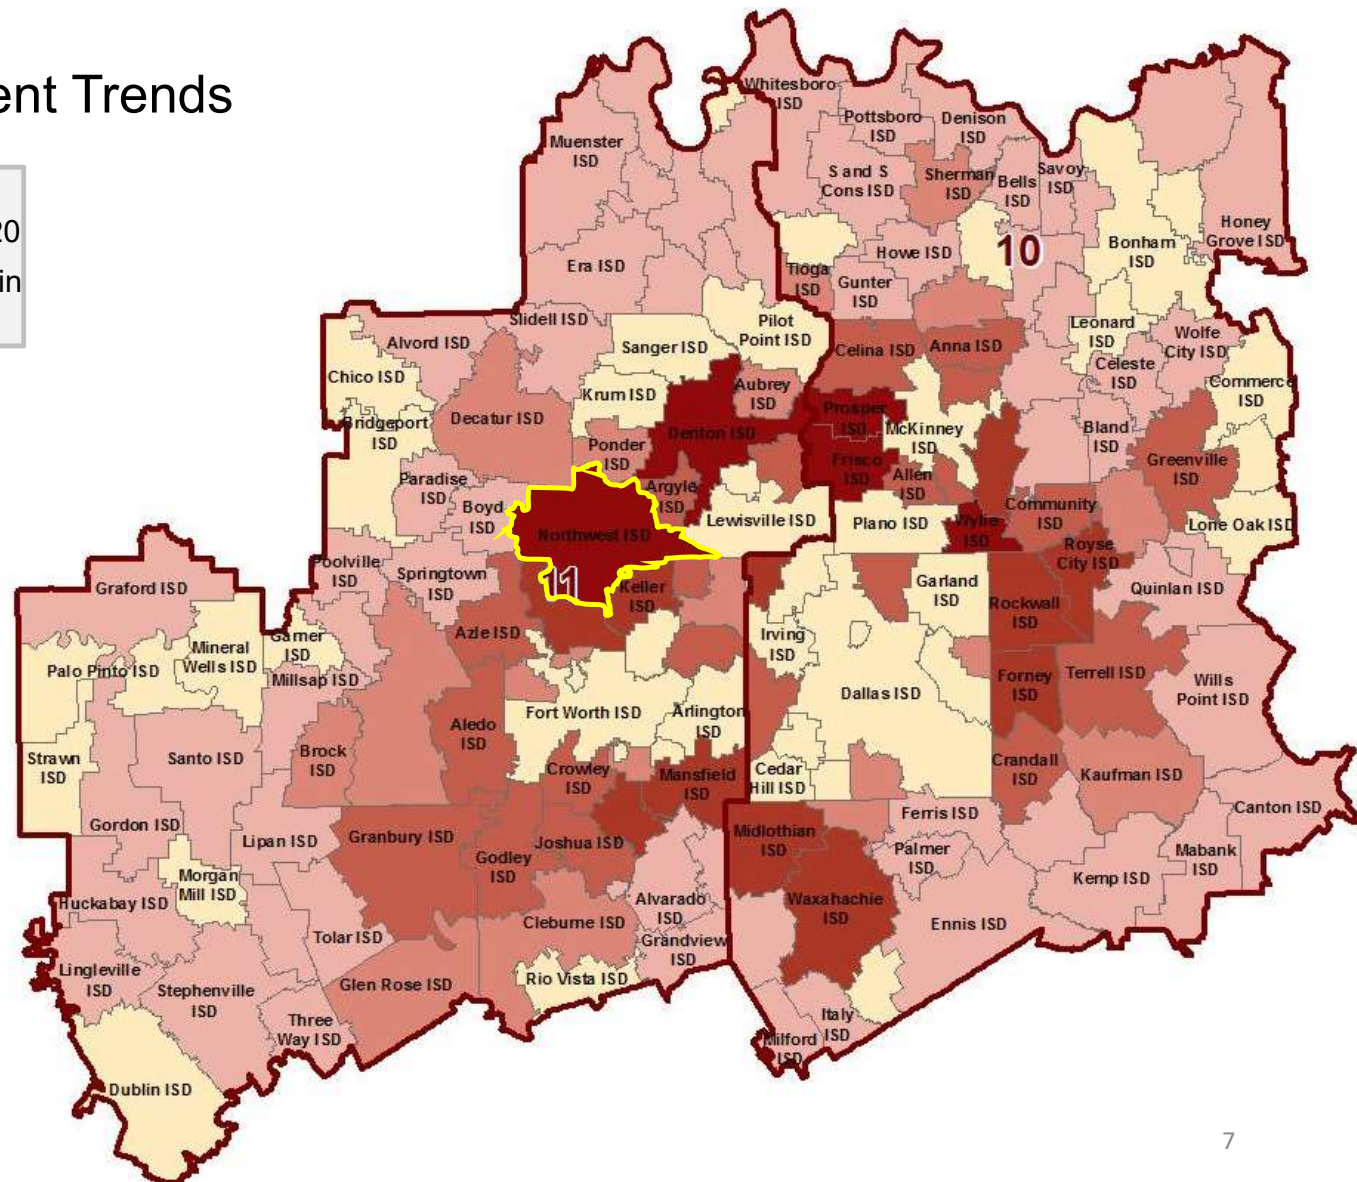 ent Trends
20
in
Whitesboro
ISD
Pottsboro
ISD
Denison
ISD
Muenster
ISD
S and S
Cons ISD
Sherman
ISD
Bells
ISD
Savoy
ISD
Honey
Grove ISD
Bonham
ISD
10
Howe ISD
Era ISD
Tioga
ISD
Gunter
ISD
Slidell ISD
Pilot
Point ISD
Leonard
ISD
Wolfe
City ISD
Alvord ISD
Sanger ISD
Celina ISD
Anna ISD
Celeste
ISD
Chico ISD
Krum ISD
Aubrey
ISD
Commerce
ISD
Bridgeport
ISD
Decatur ISD
Denton ISD
Prosper
ISD
McKinney
ISD
Bland
ISD
Ponder
ISD
Frisco
ISD
Allen
ISD
Greenville
ISD
Paradise
ISD
Argyle
ISD
Boyd
ISD
Northwest ISD
Lewisville ISD
Plano ISD
Wylie
ISD
Community
ISD
Lone Oak ISD
Royse
City ISD
Poolville
ISD
Springtown
ISD
11
Keller
ISD
Garland
ISD
Rockwall
ISD
Quinlan ISD
Graford ISD
Azle ISD
Irving
ISD
Garner
ISD
Mineral
Wells ISD
Palo Pinto ISD
Millsap ISD
Dallas ISD
Forney
ISD
Terrell ISD
Wills
Point ISD
Fort Worth ISD
Arlington
ISD
Aledo
ISD
Strawn
ISD
Santo ISD
Brock
ISD
Crowley
ISD
Mansfield
ISD
Cedar
Hill ISD
Crandall
ISD
Kaufman ISD
Canton ISD
Gordon ISD
Lipan ISD
Granbury ISD
Godley
ISD
Joshua ISD
Midlothian
ISD
Ferris ISD
Palmer
ISD
Mabank
ISD
Kemp ISD
Morgan
Mill ISD
Huckabay ISD
Alvarado
ISD
Waxahachie
ISD
Ennis ISD
Tolar ISD
Cleburne ISD
Grandview
ISD
Lingleville
ISD
Stephenville
ISD
Glen Rose ISD
Rio Vista ISD
Three
Way ISD
Italy
ISD
Milford
ISD
Dublin ISD
7